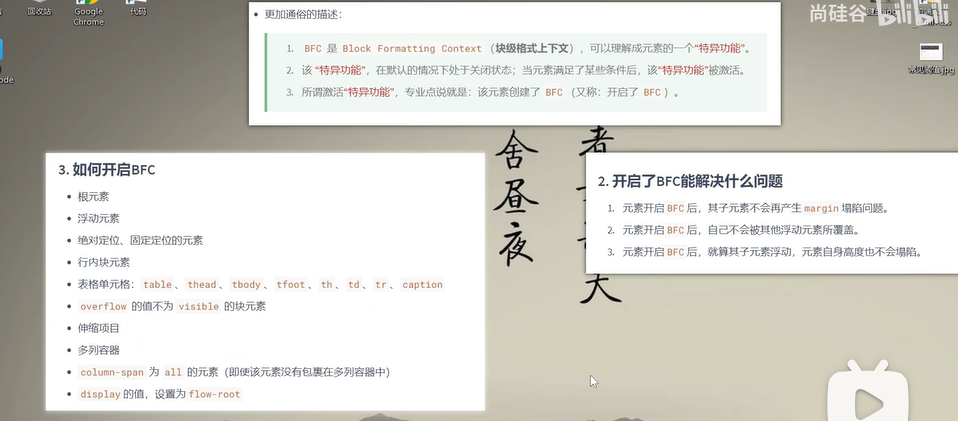 回收站
Google
Chrome
代码
尚硅谷
bilibili
常见阈值.jpg
更加通俗的描述：
1. BFC 是 Block Formatting Context （块级格式上下文），可以理解成元素的一个“特异功能”。
2. 该 “特异功能”，在默认的情况下处于关闭状态；当元素满足了某些条件后，该“特异功能”被激活。
3. 所谓激活“特异功能”，专业点说就是：该元素创建了 BFC （又称：开启了 BFC ）。
舍昼夜
者
天
3. 如何开启BFC
根元素
浮动元素
绝对定位、固定定位的元素
行内块元素
表格单元格： table 、 thead 、 tbody 、 tfoot 、 th 、 td 、 tr 、 caption
overflow 的值不为 visible 的块元素
伸缩项目
多列容器
column-span 为 all 的元素（即使该元素没有包裹在多列容器中）
display 的值，设置为 flow-root
2. 开启了BFC能解决什么问题
1. 元素开启 BFC 后，其子元素不会再产生 margin 塌陷问题。
2. 元素开启 BFC 后，自己不会被其他浮动元素所覆盖。
3. 元素开启 BFC 后，就算其子元素浮动，元素自身高度也不会塌陷。